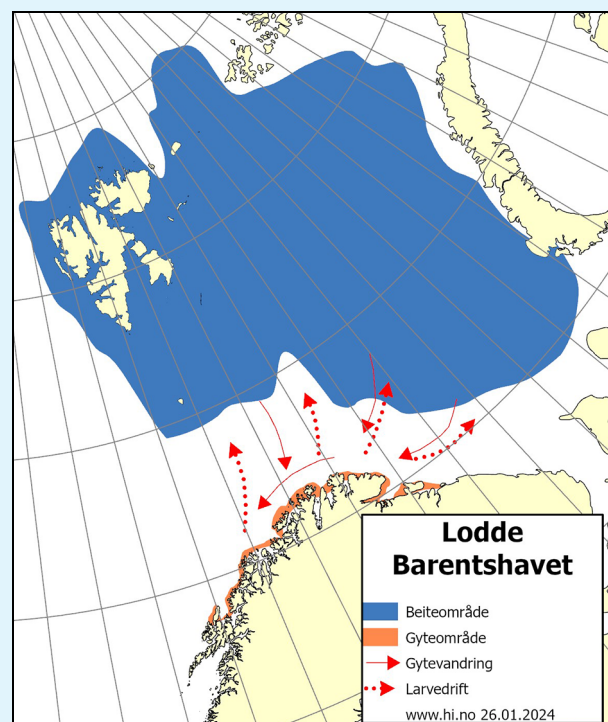 Lodde
Barentshavet
Beiteområde
Gyteområde
Gytevandring
Larvedrift
www.hi.no 26.01.2024